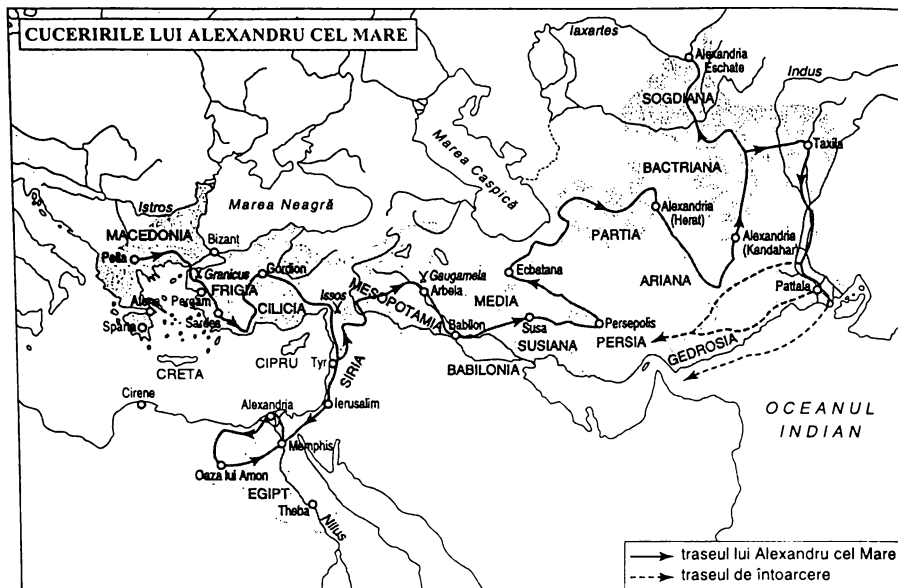 CUCERIRILE LUI ALEXANDRU CEL MARE
Iaxartes
Alexandria
Eschate
Indus
SOGDIANA
Marea Caspică
Taxila
BACTRIANA
Istros
Marea Neagră
MACEDONIA
Bizant
Alexandria
(Herat)
PARTIA
Alexandria
(Kandahar)
Pella
Granicus
Gordion
Gaugamela
Ecbatana
ARIANA
FRIGIA
Arbela
Pergam
Issos
MESOPOTAMIA
MEDIA
Pattala
Atena
CILICIA
Sparta
Sardes
Babilon
Susa
Persepolis
SUSIANA
PERSIA
GEDROSIA
CRETA
CIPRU
Tyr
SIRIA
BABILONIA
Cirene
Alexandria
Ierusalim
OCEANUL
INDIAN
Memphis
Oaza lui Amon
EGIPT
Theba
Nilus
traseul lui Alexandru cel Mare
traseul de întoarcere